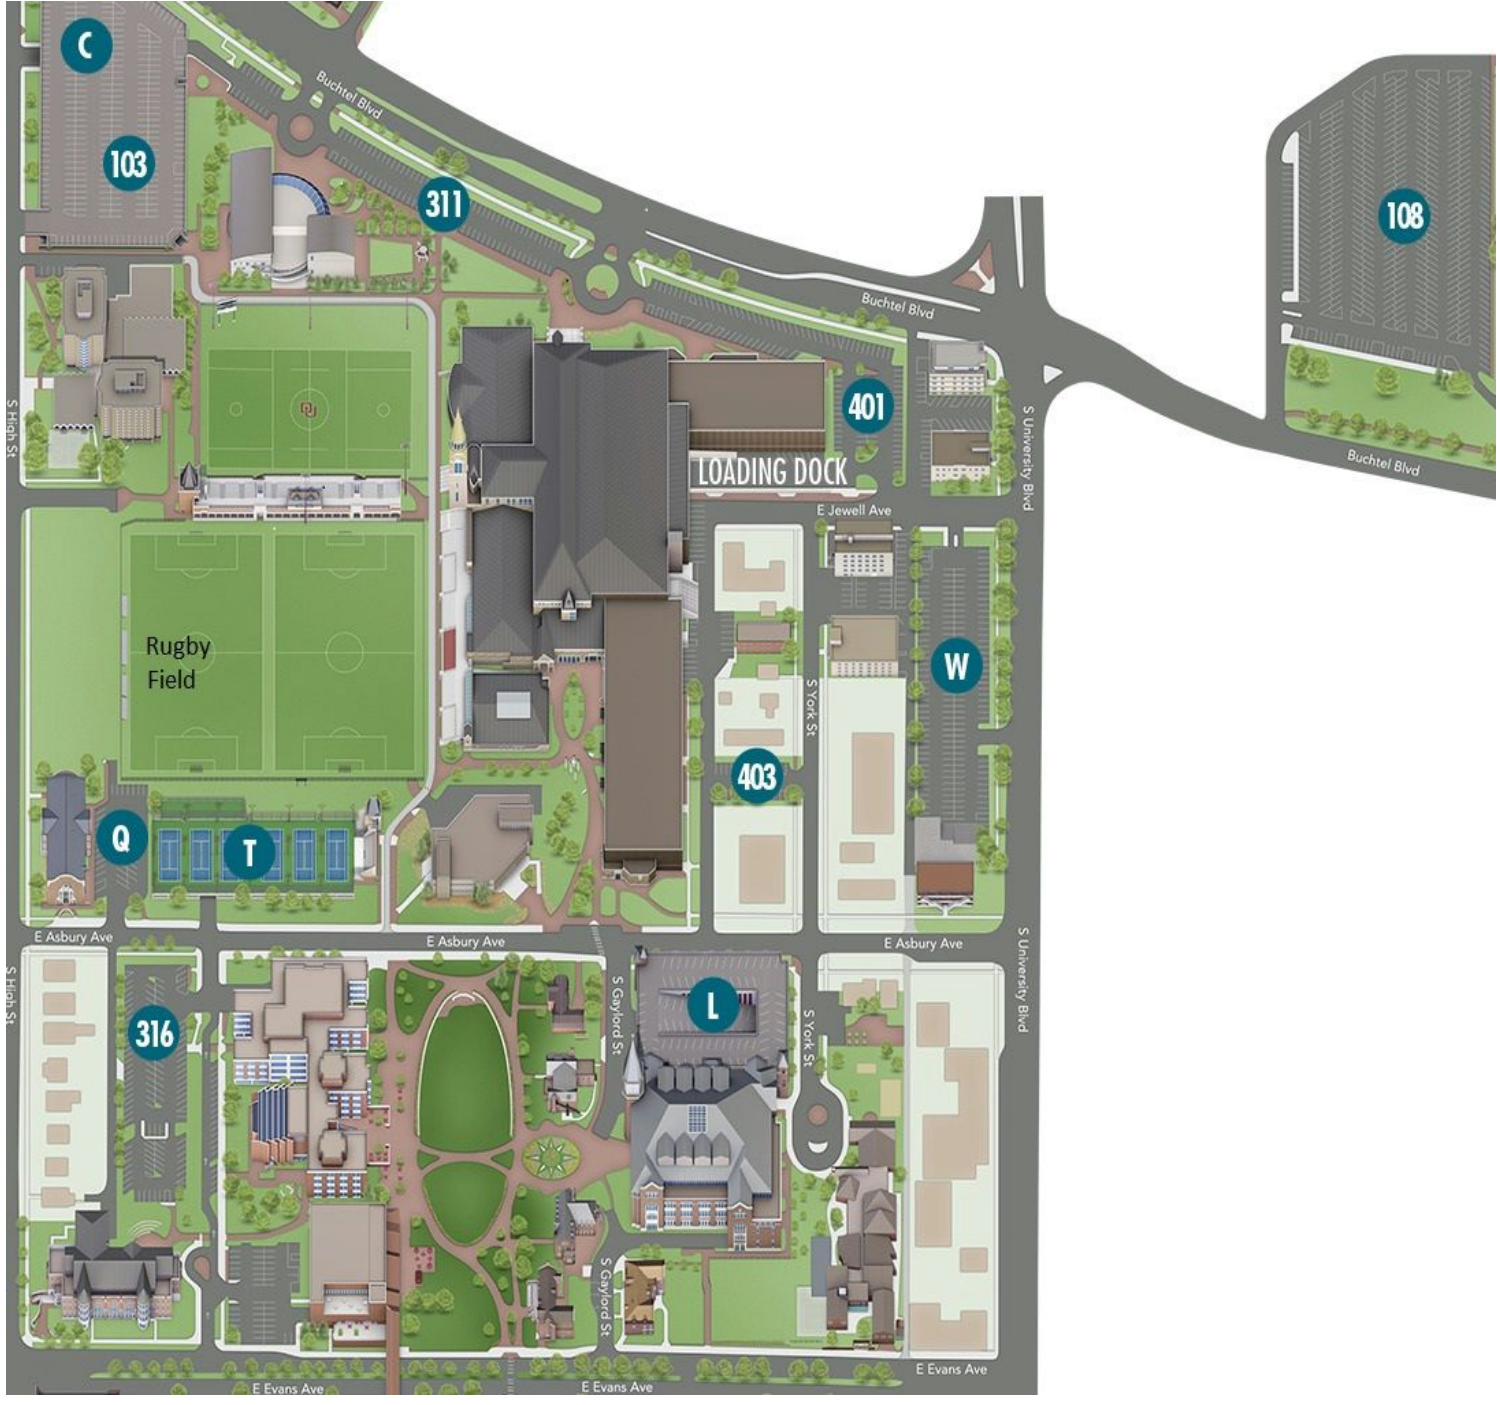 C
Buchtel Blvd
103
311
108
Buchtel Blvd
S High St
DU
401
S University Blvd
Buchtel Blvd
LOADING DOCK
E Jewell Ave
Rugby
Field
W
S York St
403
Q
T
E Asbury Ave
E Asbury Ave
E Asbury Ave
S High St
S Gaylord St
L
S York St
S University Blvd
316
S Gaylord St
E Evans Ave
E Evans Ave
E Evans Ave